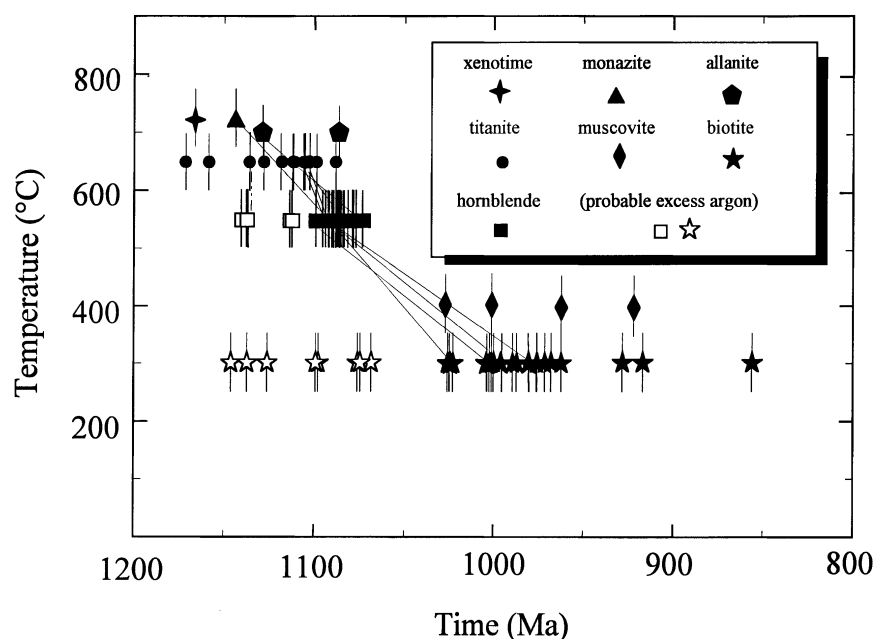 xenotime monazite allanite
titanite muscovite biotite
hornblende (probable excess argon)
800
600
400
200
Temperature (°C)
1200 1100 1000 900 800
Time (Ma)